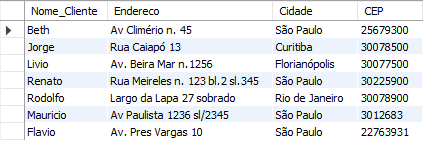 Nome_Cliente Endereco Cidade CEP
Beth Av Climério n. 45 São Paulo 25679300
Jorge Rua Caiapó 13 Curitiba 30078500
Livio Av. Beira Mar n.1256 Florianópolis 30077500
Renato Rua Meireles n. 123 bl.2 sl.345 São Paulo 30225900
Rodolfo Largo da Lapa 27 sobrado Rio de Janeiro 30078900
Mauricio Av Paulista 1236 sl/2345 São Paulo 3012683
Flavio Av. Pres Vargas 10 São Paulo 22763931